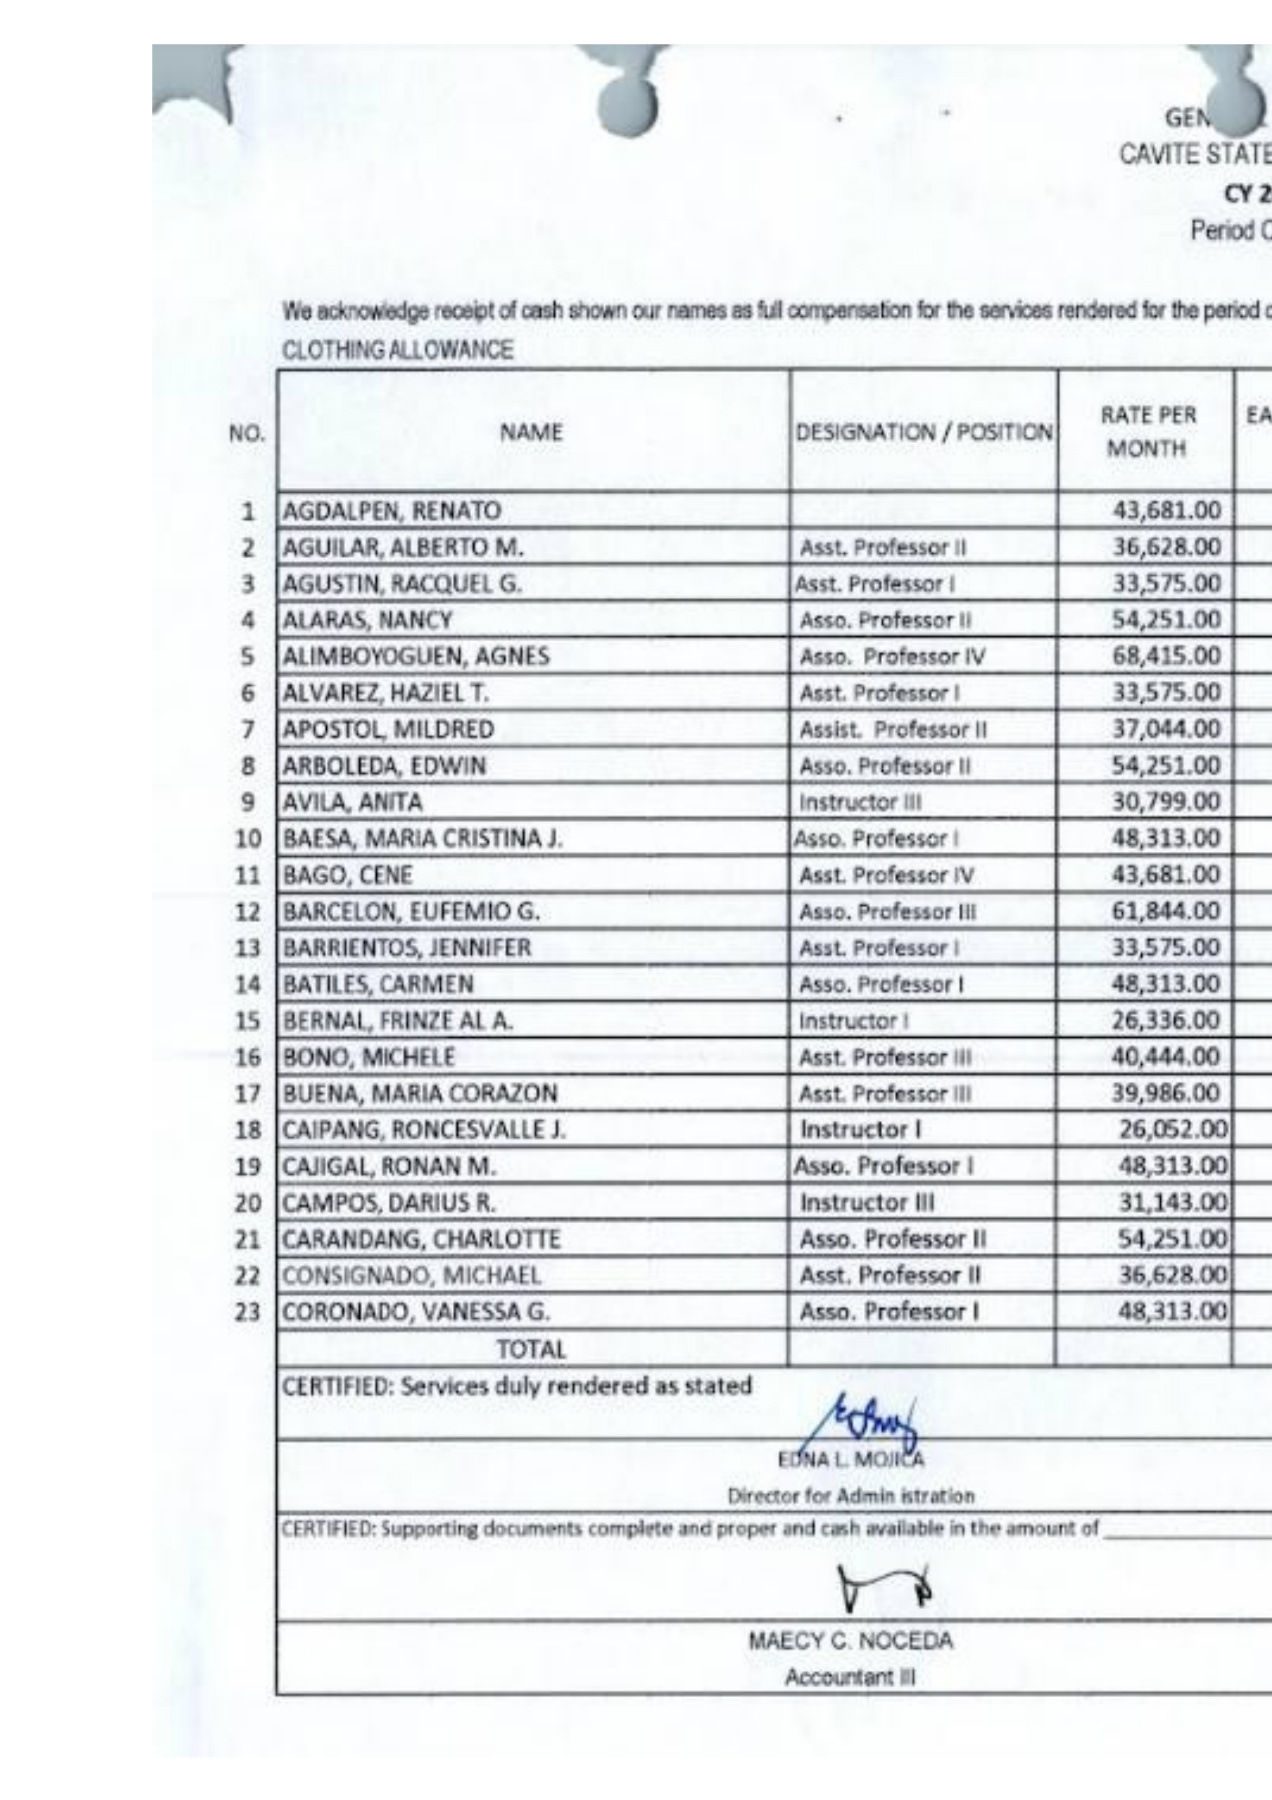 GEN
CAVITE STATE
CY 2
Period
We acknowledge receipt of cash shown our names as full compensation for the services rendered for the period
CLOTHING ALLOWANCE
NO. NAME DESIGNATION / POSITION RATE PER MONTH EA
1 AGDALPEN, RENATO 43,681.00
2 AGUILAR, ALBERTO M. Asst. Professor II 36,628.00
3 AGUSTIN, RACQUEL G. Asst. Professor I 33,575.00
4 ALARAS, NANCY Asso. Professor II 54,251.00
5 ALIMBOYOGUEN, AGNES Asso. Professor IV 68,415.00
6 ALVAREZ, HAZIEL T. Asst. Professor I 33,575.00
7 APOSTOL, MILDRED Assist. Professor II 37,044.00
8 ARBOLEDA, EDWIN Asso. Professor II 54,251.00
9 AVILA, ANITA Instructor III 30,799.00
10 BAESA, MARIA CRISTINA J. Asso. Professor I 48,313.00
11 BAGO, CENE Asst. Professor IV 43,681.00
12 BARCELON, EUFEMIO G. Asso. Professor III 61,844.00
13 BARRIENTOS, JENNIFER Asst. Professor I 33,575.00
14 BATILES, CARMEN Asso. Professor I 48,313.00
15 BERNAL, FRINZE AL A. Instructor I 26,336.00
16 BONO, MICHELE Asst. Professor III 40,444.00
17 BUENA, MARIA CORAZON Asst. Professor III 39,986.00
18 CAIPANG, RONCESVALLE J. Instructor I 26,052.00
19 CAJIGAL, RONAN M. Asso. Professor I 48,313.00
20 CAMPOS, DARIUS R. Instructor III 31,143.00
21 CARANDANG, CHARLOTTE Asso. Professor II 54,251.00
22 CONSIGNADO, MICHAEL Asst. Professor II 36,628.00
23 CORONADO, VANESSA G. Asso. Professor I 48,313.00
TOTAL
CERTIFIED: Services duly rendered as stated
EDNA L. MOJICA
Director for Admin istration
CERTIFIED: Supporting documents complete and proper and cash available in the amount of
MAECY C. NOCEDA
Accountant III